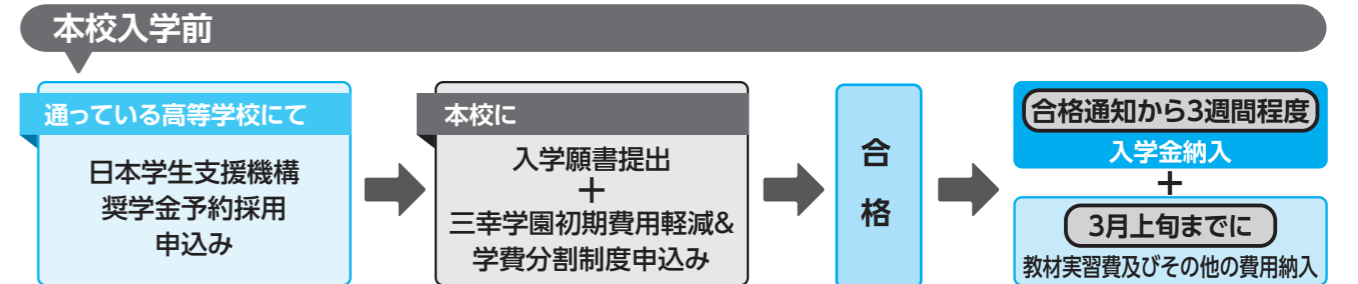 本校入学前
通っている高等学校にて
日本学生支援機構
奨学金予約採用
申込み
本校に
入学願書提出
+
三幸学園初期費用軽減&
学費分割制度申込み
合
格
合格通知から3週間程度
入学金納入
+
3月上旬までに
教材実習費及びその他の費用納入